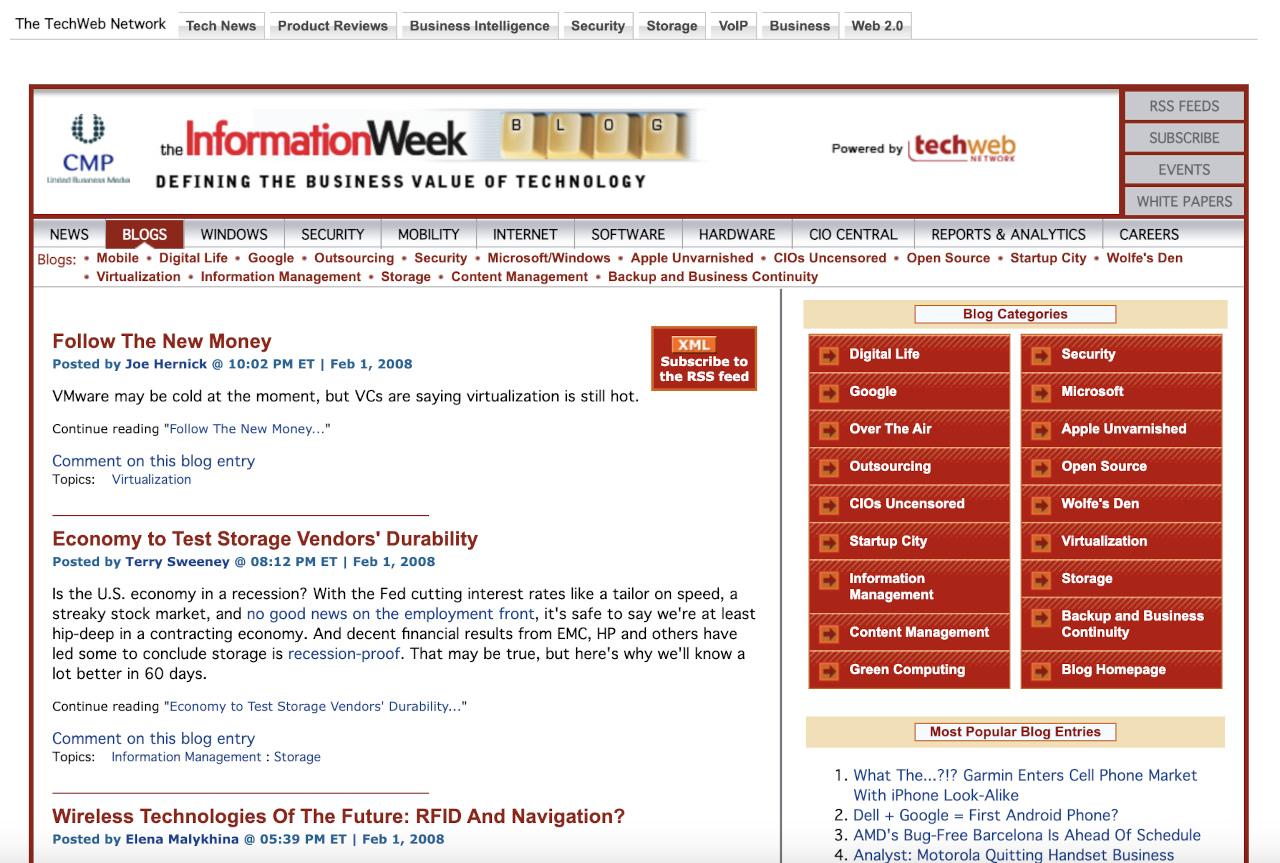 The TechWeb Network Tech News Product Reviews Business Intelligence Security Storage VoIP Business Web 2.0
CMP
United Business Media
the InformationWeek BLOG
DEFINING THE BUSINESS VALUE OF TECHNOLOGY
Powered by techweb NETWORK
RSS FEEDS
SUBSCRIBE
EVENTS
WHITE PAPERS
NEWS BLOGS WINDOWS SECURITY MOBILITY INTERNET SOFTWARE HARDWARE CIO CENTRAL REPORTS & ANALYTICS CAREERS
Blogs: • Mobile • Digital Life • Google • Outsourcing • Security • Microsoft/Windows • Apple Unvarnished • CIOs Uncensored • Open Source • Startup City • Wolfe's Den
• Virtualization • Information Management • Storage • Content Management • Backup and Business Continuity
Follow The New Money
Posted by Joe Hernick @ 10:02 PM ET | Feb 1, 2008
XML
Subscribe to
the RSS feed
VMware may be cold at the moment, but VCs are saying virtualization is still hot.
Continue reading "Follow The New Money..."
Comment on this blog entry
Topics: Virtualization
Economy to Test Storage Vendors' Durability
Posted by Terry Sweeney @ 08:12 PM ET | Feb 1, 2008
Is the U.S. economy in a recession? With the Fed cutting interest rates like a tailor on speed, a
streaky stock market, and no good news on the employment front, it's safe to say we're at least
hip-deep in a contracting economy. And decent financial results from EMC, HP and others have
led some to conclude storage is recession-proof. That may be true, but here's why we'll know a
lot better in 60 days.
Continue reading "Economy to Test Storage Vendors' Durability..."
Comment on this blog entry
Topics: Information Management : Storage
Wireless Technologies Of The Future: RFID And Navigation?
Posted by Elena Malykhina @ 05:39 PM ET | Feb 1, 2008
Blog Categories
Digital Life
Google
Over The Air
Outsourcing
CIOs Uncensored
Startup City
Information
Management
Content Management
Green Computing
Security
Microsoft
Apple Unvarnished
Open Source
Wolfe's Den
Virtualization
Storage
Backup and Business
Continuity
Blog Homepage
Most Popular Blog Entries
1. What The...?!? Garmin Enters Cell Phone Market
With iPhone Look-Alike
2. Dell + Google = First Android Phone?
3. AMD's Bug-Free Barcelona Is Ahead Of Schedule
4. Analyst: Motorola Quitting Handset Business